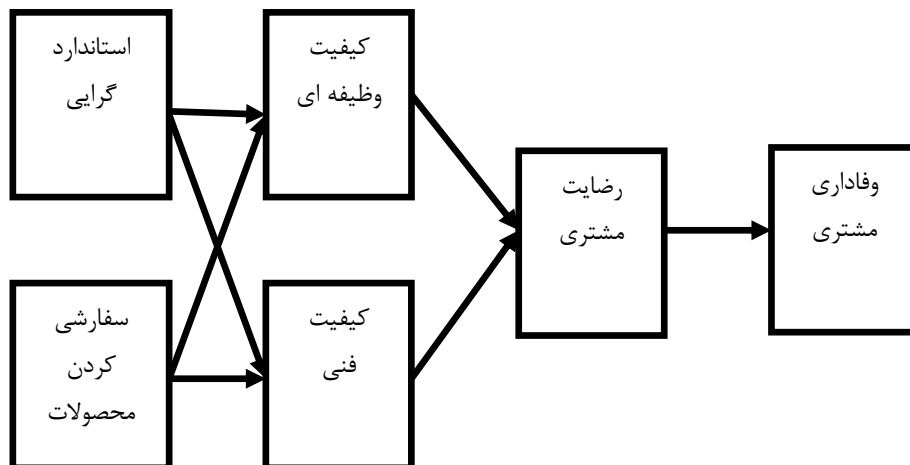 استاندارد
گرایی
کیفیت
وظیفه ای
رضایت
مشتری
وفاداری
مشتری
سفارشی
کردن
محصولات
کیفیت
فنی